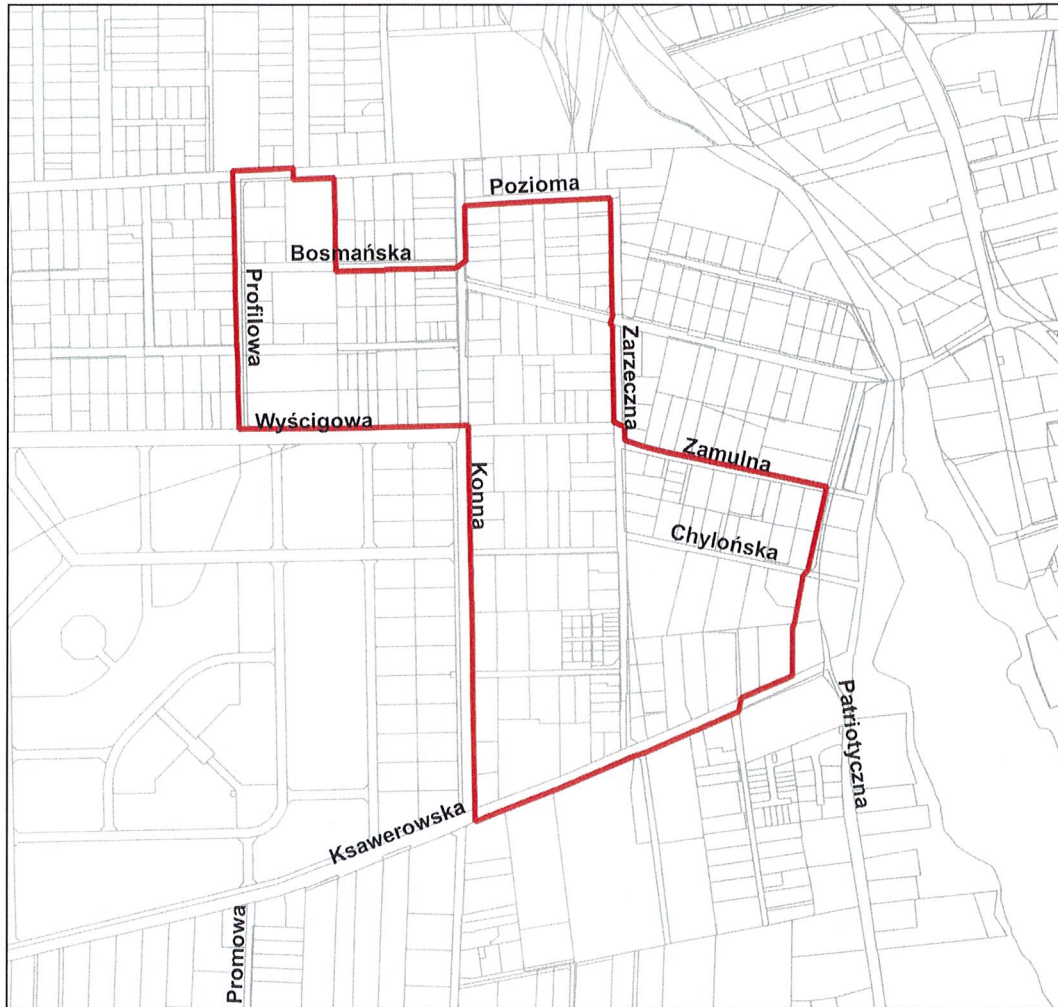 Pozioma
Bosmańska
Profilowa
Zarzeczna
Wyścigowa
Zamulna
Konna
Chylońska
Patriotyczna
Ksawerowska
Promowa